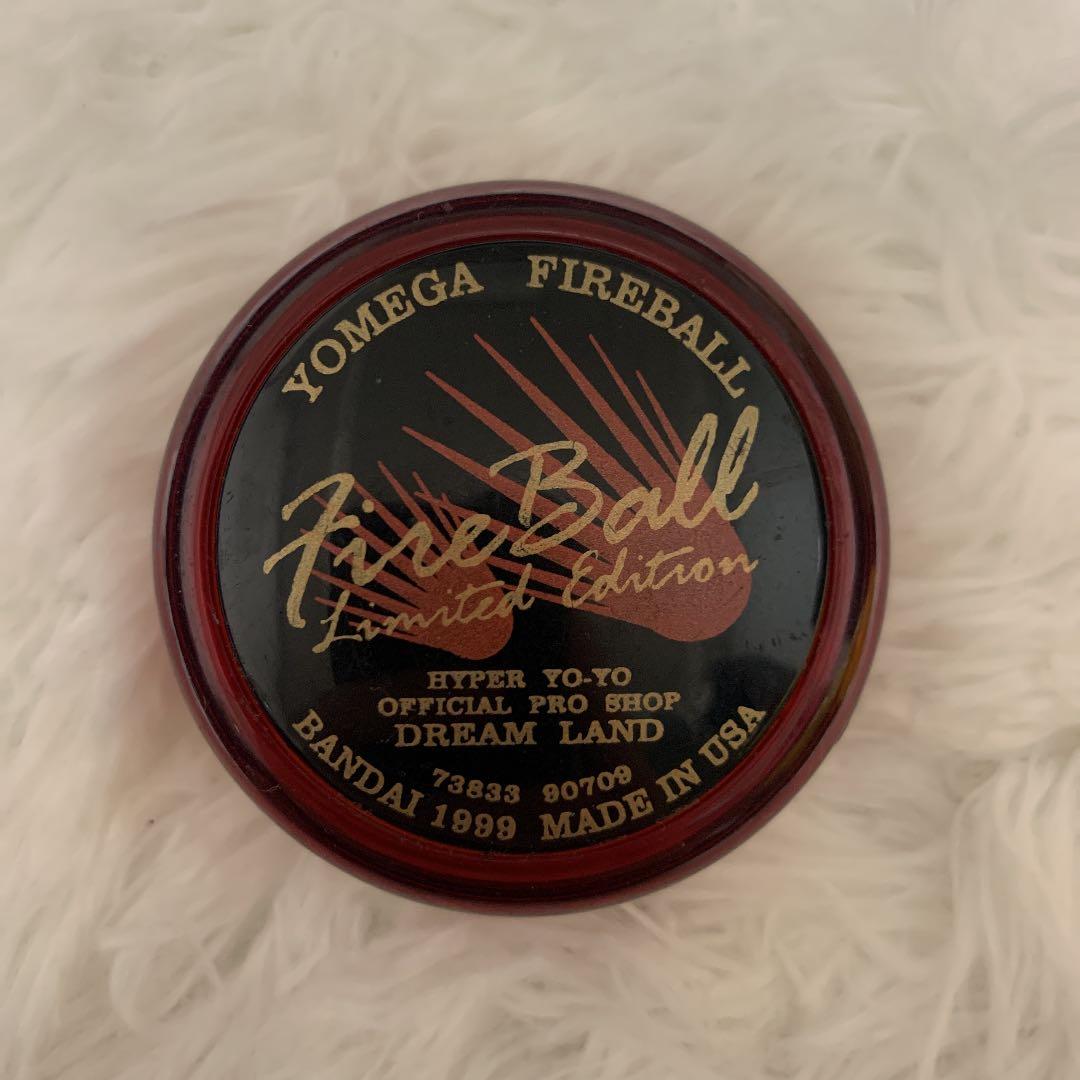 YOMEGA FIREBALL
Fire Ball
Limited Edition
HYPER YO-YO
OFFICIAL PRO SHOP
DREAM LAND
73833 90709
BANDAI 1999 MADE IN USA